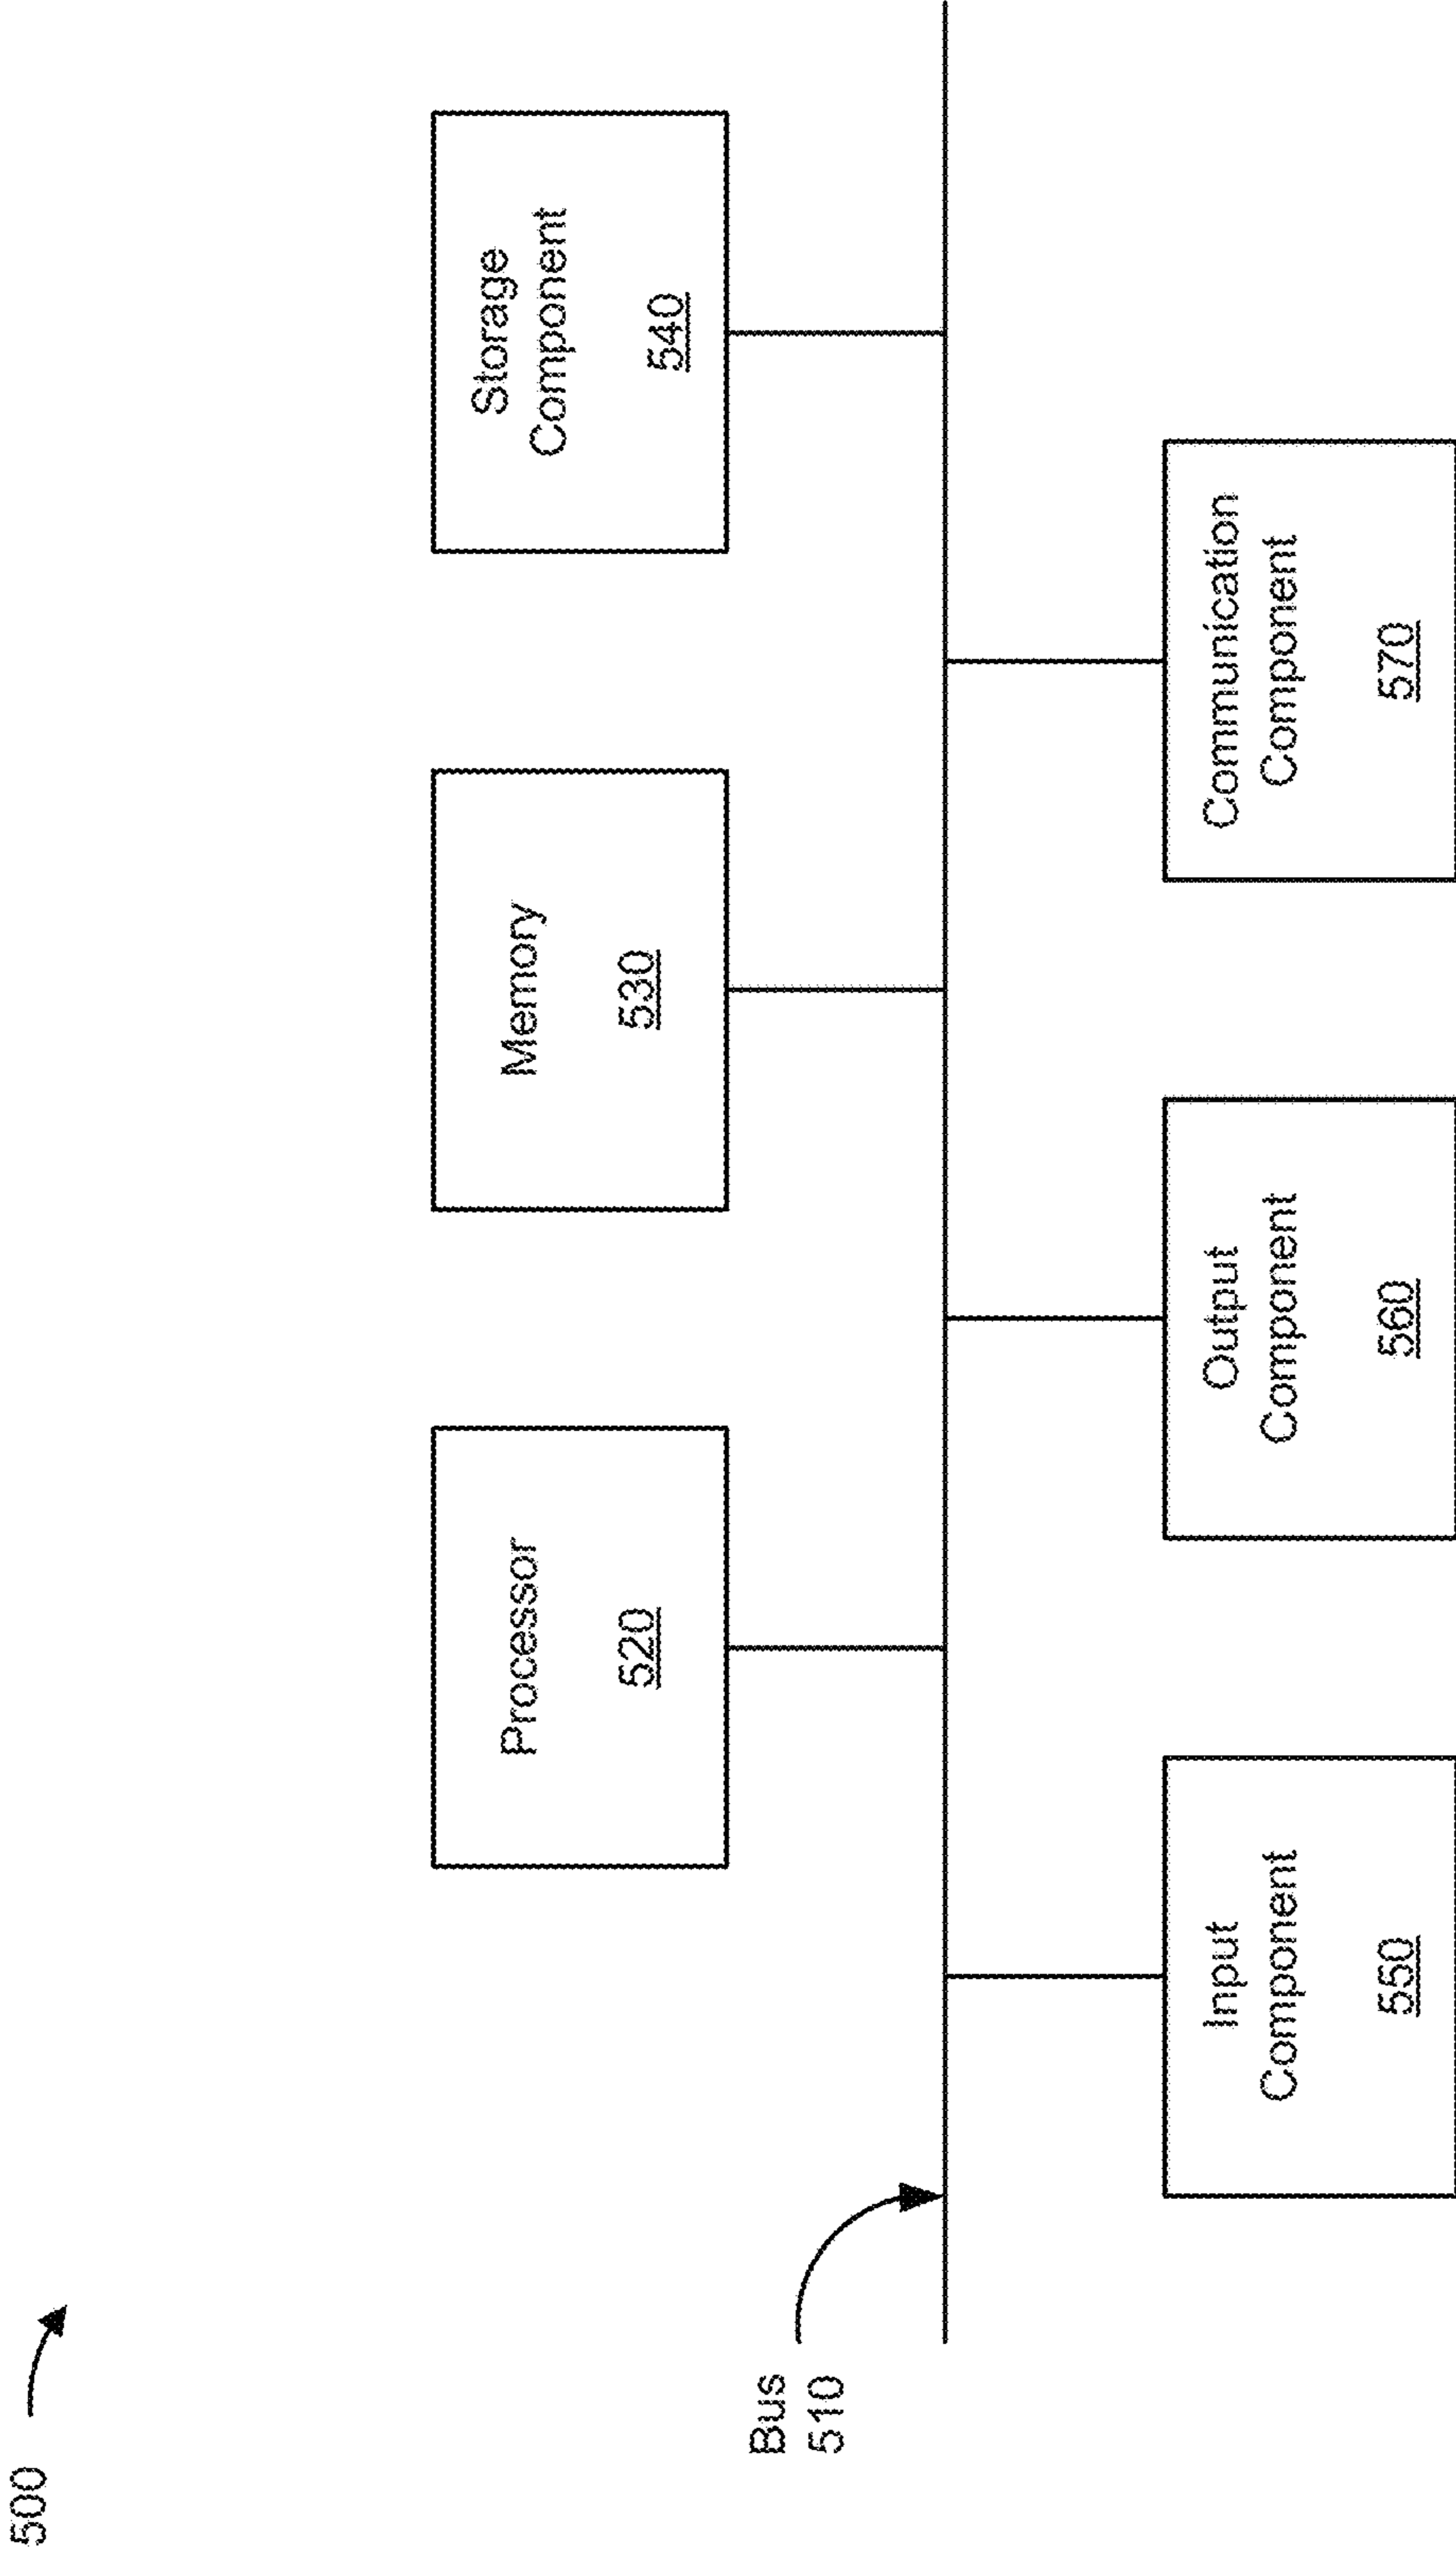 500
Bus
510
Processor
520
Memory
530
Storage
Component
540
Input
Component
550
Output
Component
560
Communication
Component
570